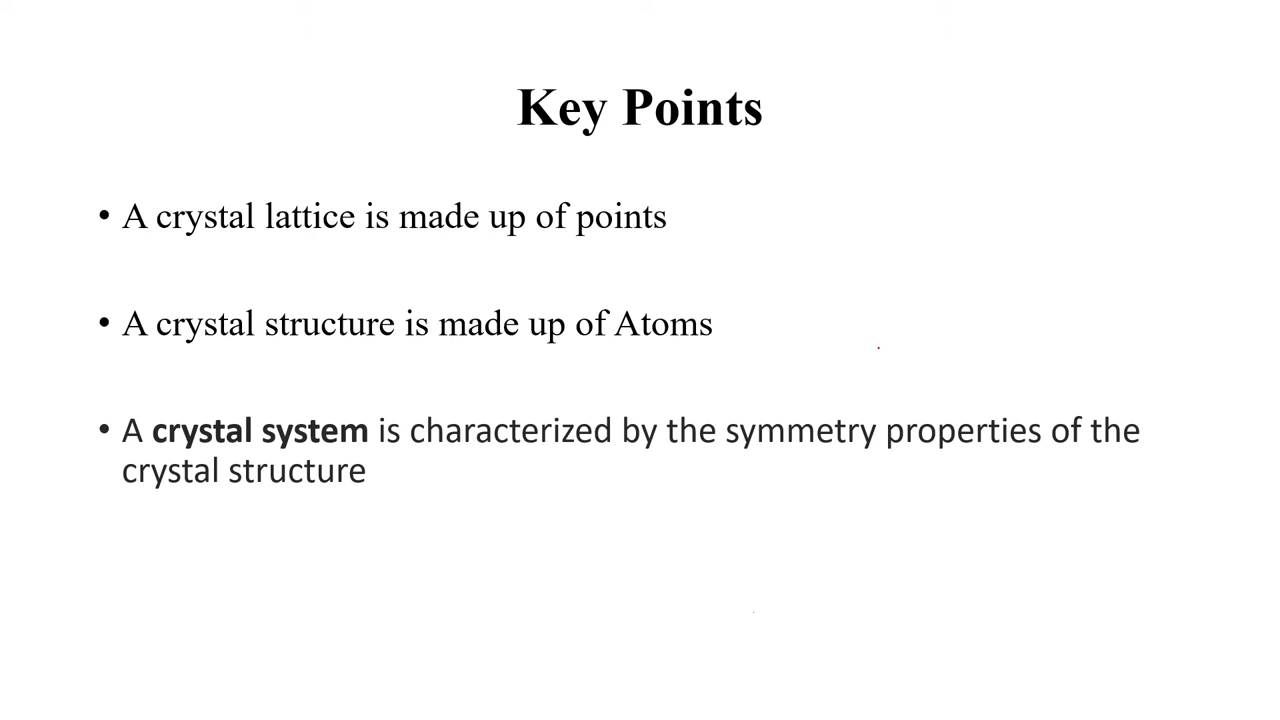 Key Points
• A crystal lattice is made up of points
• A crystal structure is made up of Atoms
• A crystal system is characterized by the symmetry properties of the
crystal structure